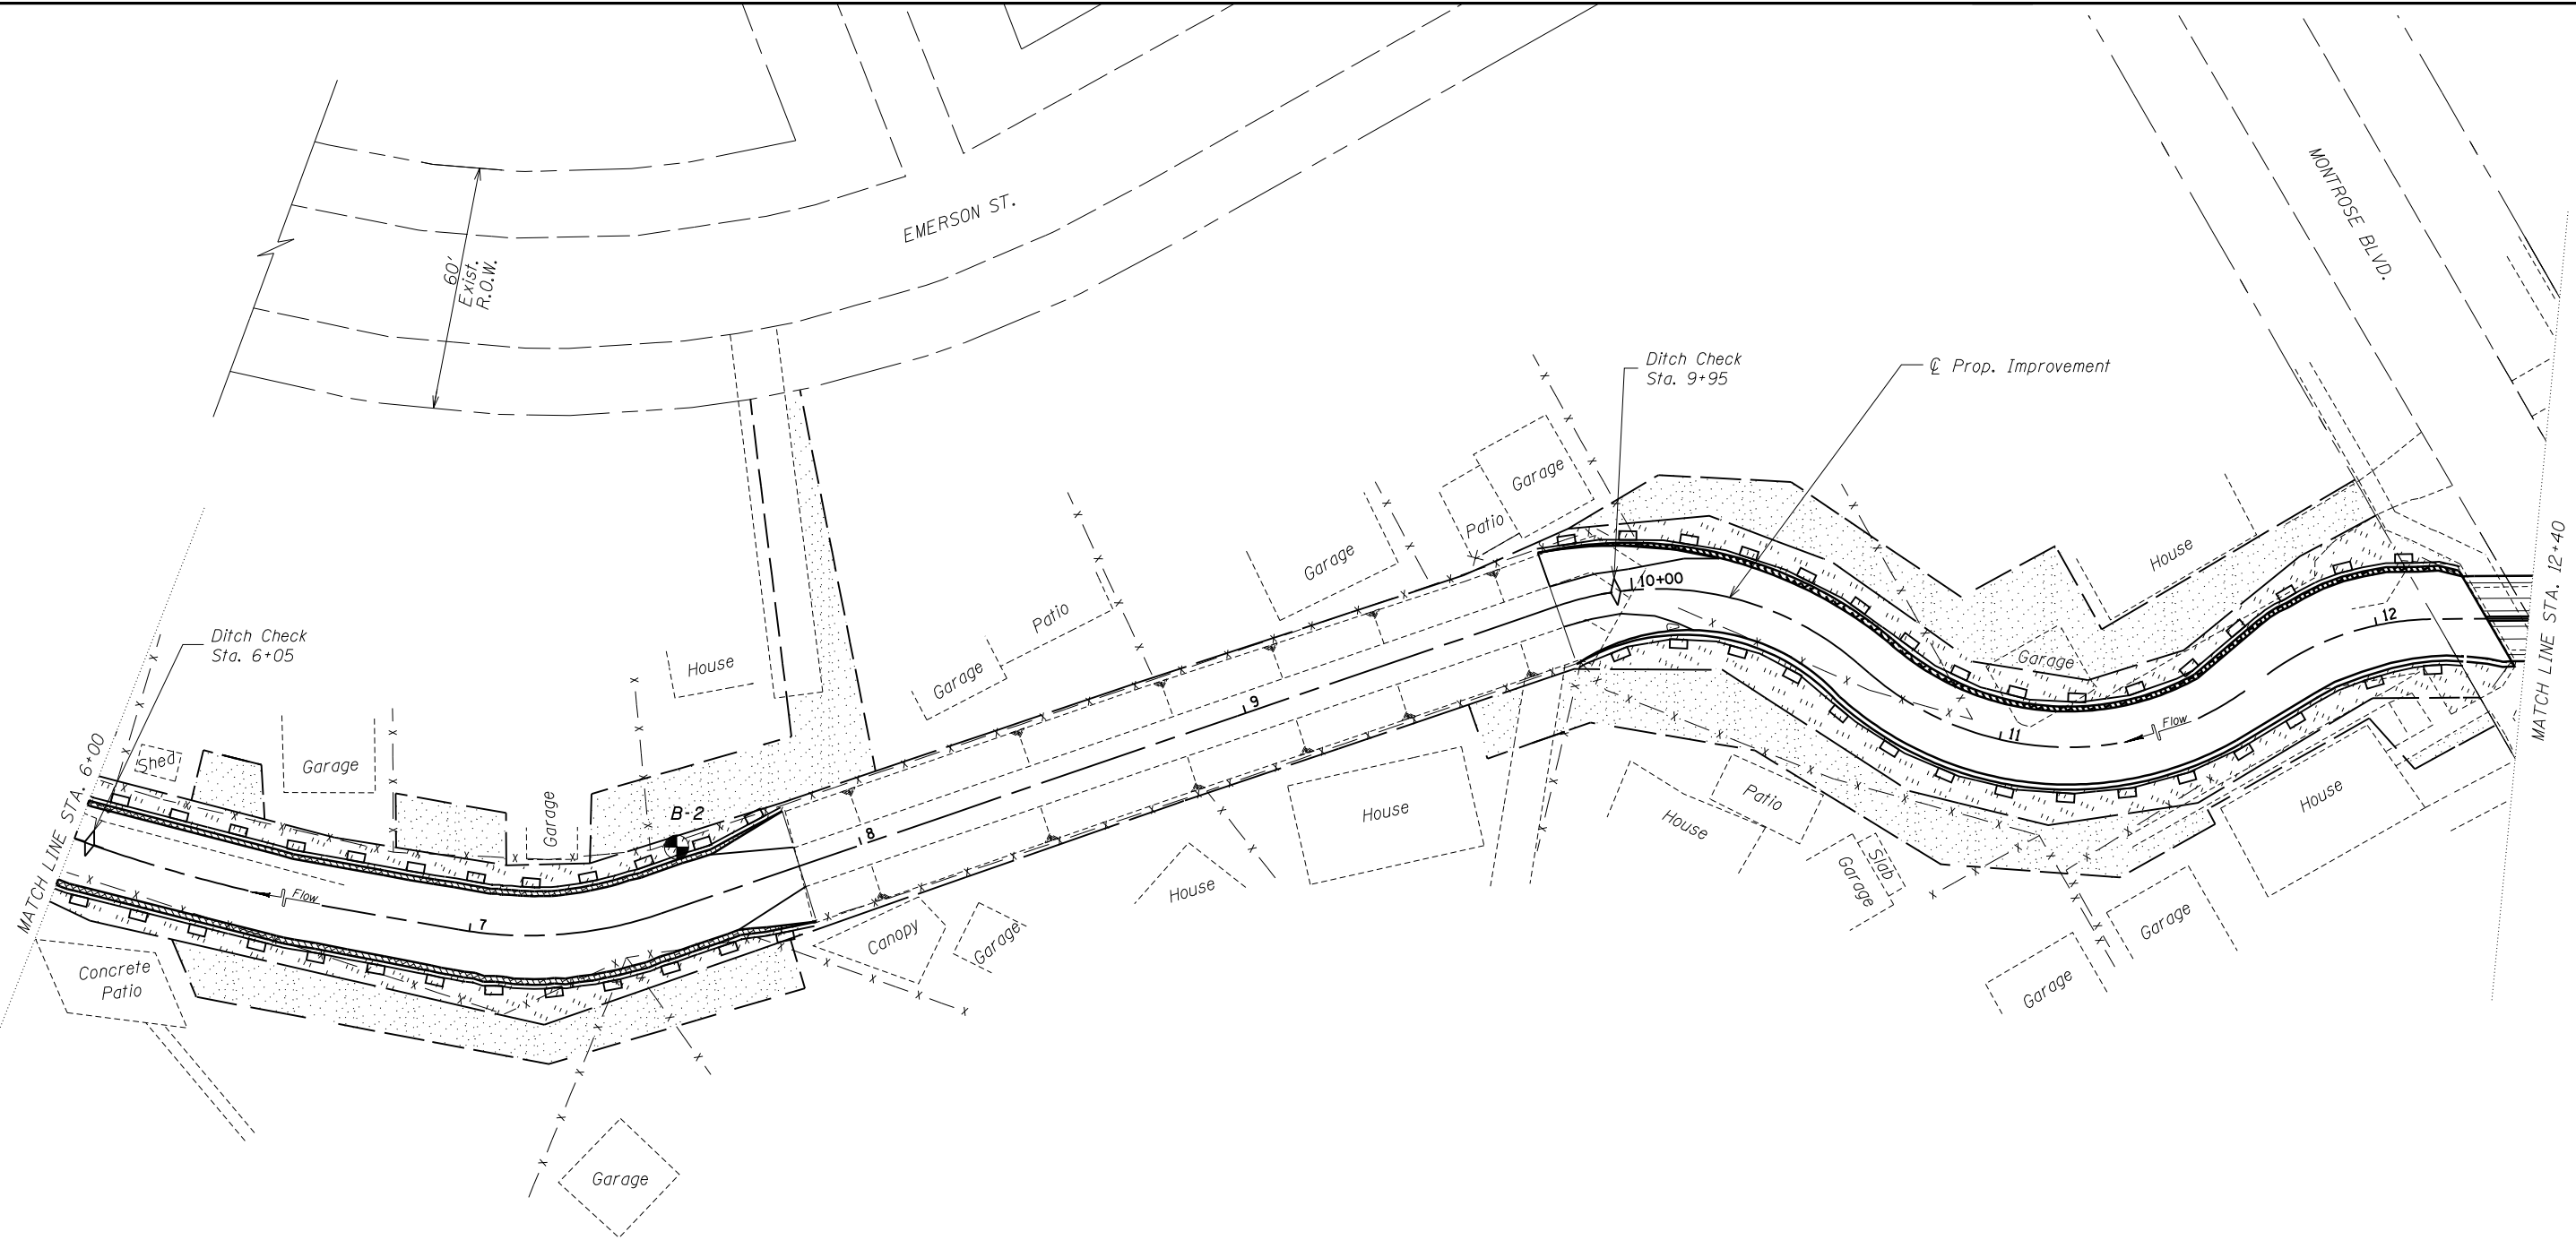 EMERSON ST.
60'
Exist.
R.O.W.
MONTROSE BLVD.
Ditch Check
Sta. 9+95
℄ Prop. Improvement
Garage
Patio
Garage
Patio
Garage
House
Ditch Check
Sta. 6+05
MATCH LINE STA. 6+00
MATCH LINE STA. 12+40
Shed
Garage
Garage
B-2
10+00
House
Garage
12
Flow
11
9
8
Flow
7
House
House
Canopy
Garage
House
Patio
Slab
Garage
House
Garage
Garage
Concrete
Patio
Garage